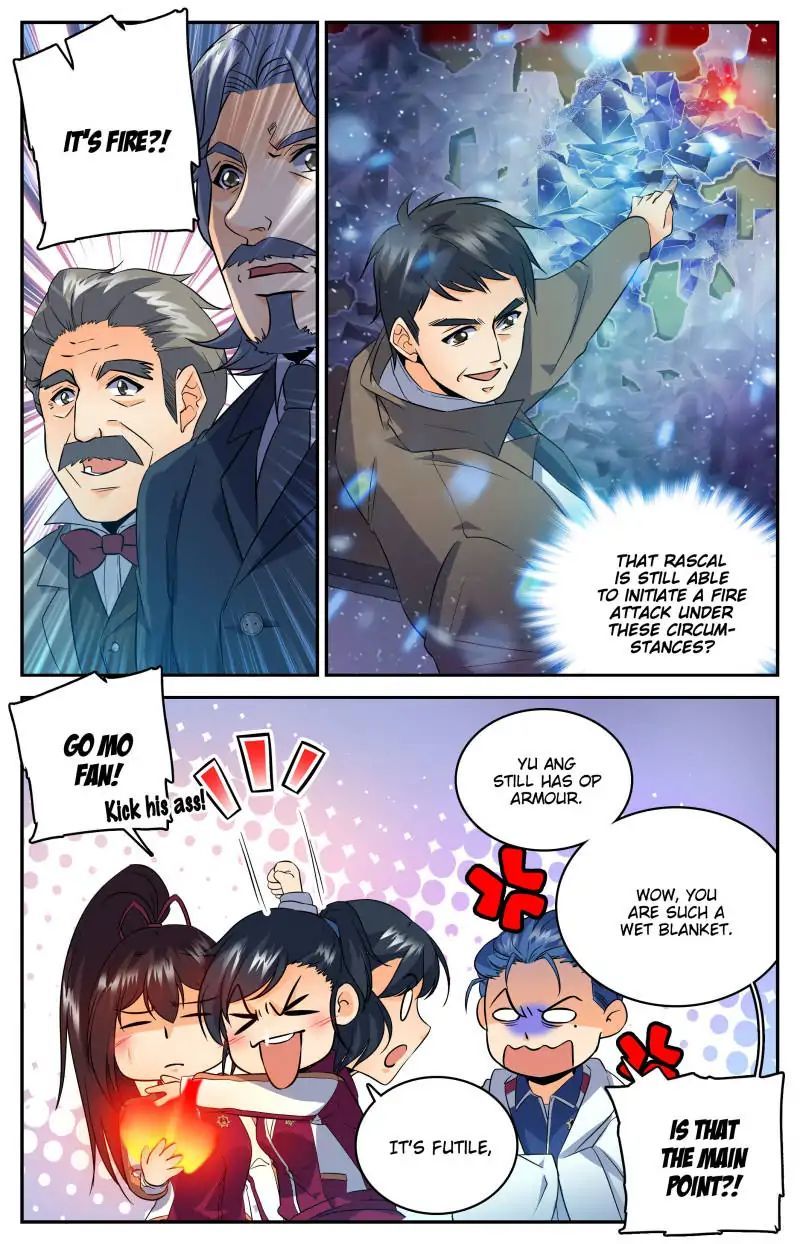 IT'S FIRE?!
THAT RASCAL
IS STILL ABLE
TO INITIATE A FIRE
ATTACK UNDER
THESE CIRCUM-
STANCES?
GO MO
FAN!
Kick his ass!
YU ANG
STILL HAS OP
ARMOUR.
WOW, YOU
ARE SUCH A
WET BLANKET.
IT'S FUTILE,
IS THAT
THE MAIN
POINT?!